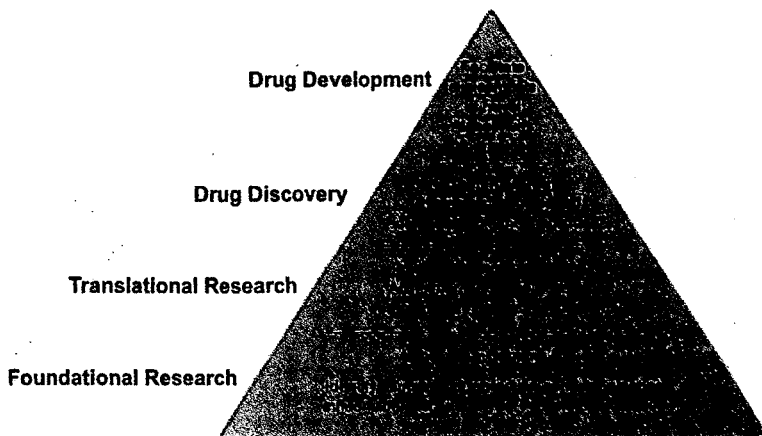 Drug Development
Drug Discovery
Translational Research
Foundational Research